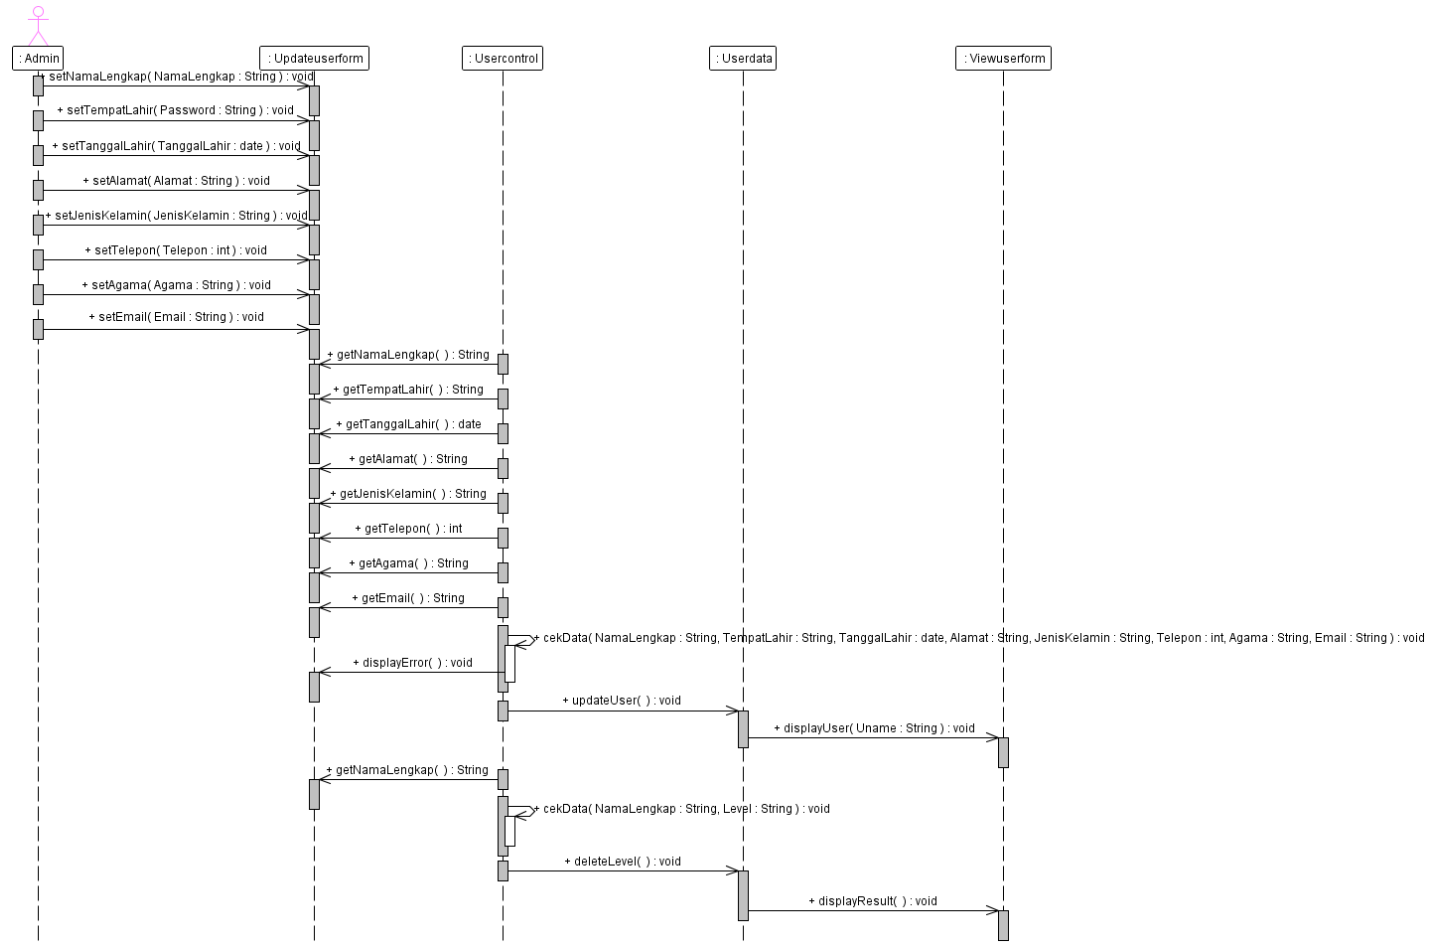 : Admin
: Updateuserform
: Usercontrol
: Userdata
: Viewuserform
+ setNamaLengkap( NamaLengkap : String ) : void
+ setTempatLahir( Password : String ) : void
+ setTanggalLahir( TanggalLahir : date ) : void
+ setAlamat( Alamat : String ) : void
+ setJenisKelamin( JenisKelamin : String ) : void
+ setTelepon( Telepon : int ) : void
+ setAgama( Agama : String ) : void
+ setEmail( Email : String ) : void
+ getNamaLengkap( ) : String
+ getTempatLahir( ) : String
+ getTanggalLahir( ) : date
+ getAlamat( ) : String
+ getJenisKelamin( ) : String
+ getTelepon( ) : int
+ getAgama( ) : String
+ getEmail( ) : String
+ cekData( NamaLengkap : String, TempatLahir : String, TanggalLahir : date, Alamat : String, JenisKelamin : String, Telepon : int, Agama : String, Email : String ) : void
+ displayError( ) : void
+ updateUser( ) : void
+ displayUser( Uname : String ) : void
+ getNamaLengkap( ) : String
+ cekData( NamaLengkap : String, Level : String ) : void
+ deleteLevel( ) : void
+ displayResult( ) : void